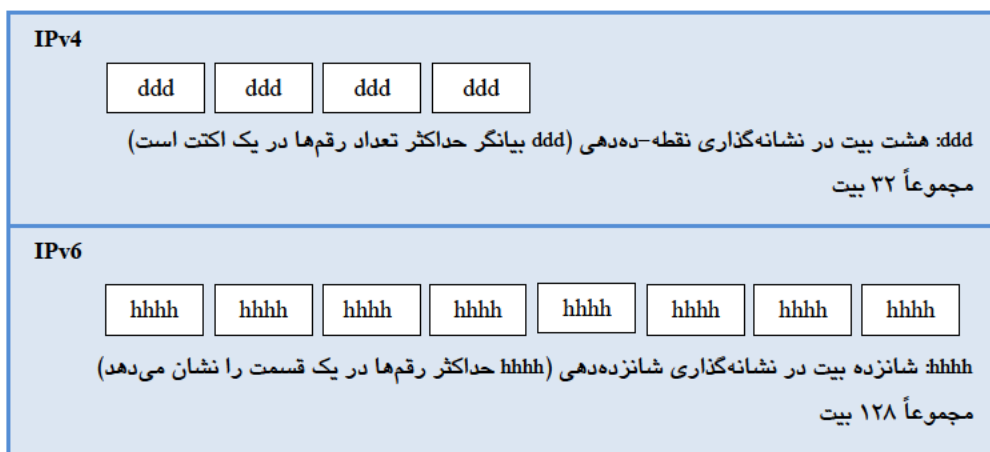 IPv4
ddd ddd ddd ddd
ddd: هشت بیت در نشانه‌گذاری نقطه-ده‌دهی (ddd بیانگر حداکثر تعداد رقم‌ها در یک اکتت است)
مجموعاً ۳۲ بیت
IPv6
hhhh hhhh hhhh hhhh hhhh hhhh hhhh hhhh
hhhh: شانزده بیت در نشانه‌گذاری شانزده‌دهی (hhhh حداکثر رقم‌ها در یک قسمت را نشان می‌دهد)
مجموعاً ۱۲۸ بیت